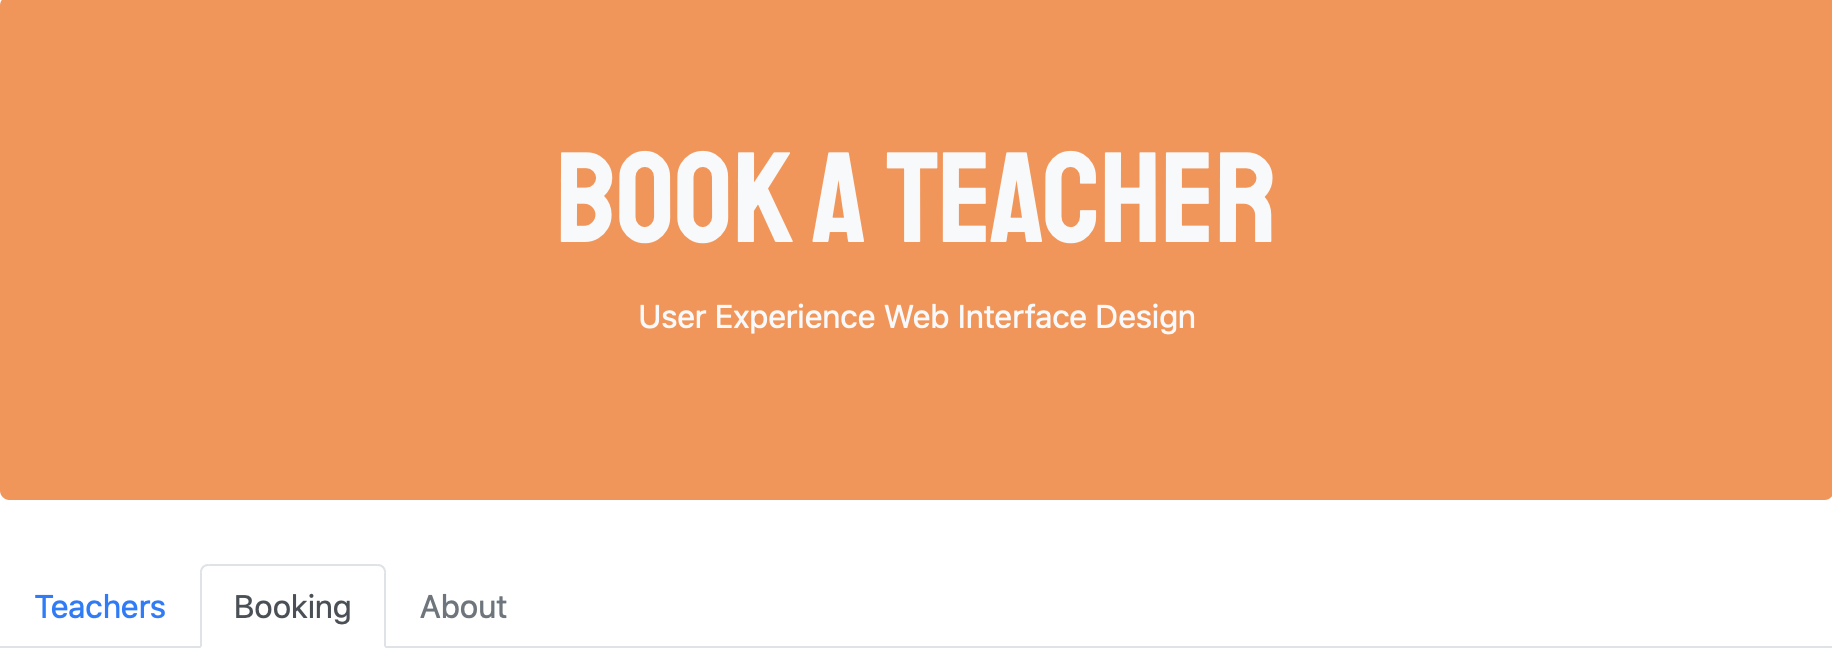 BOOK A TEACHER
User Experience Web Interface Design
Teachers Booking About